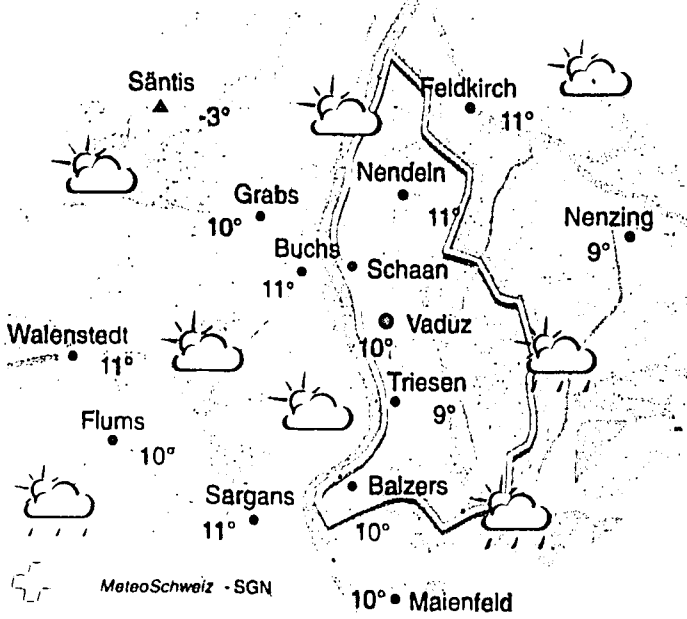 Säntis
-3°
Feldkirch
11°
Nendeln
11°
Grabs
10°
Nenzing
9°
Buchs
11°
Schaan
Vaduz
10°
Walenstedt
11°
Triesen
9°
Flums
10°
Balzers
10°
Sargans
11°
MeteoSchweiz - SGN
10° Maienfeld